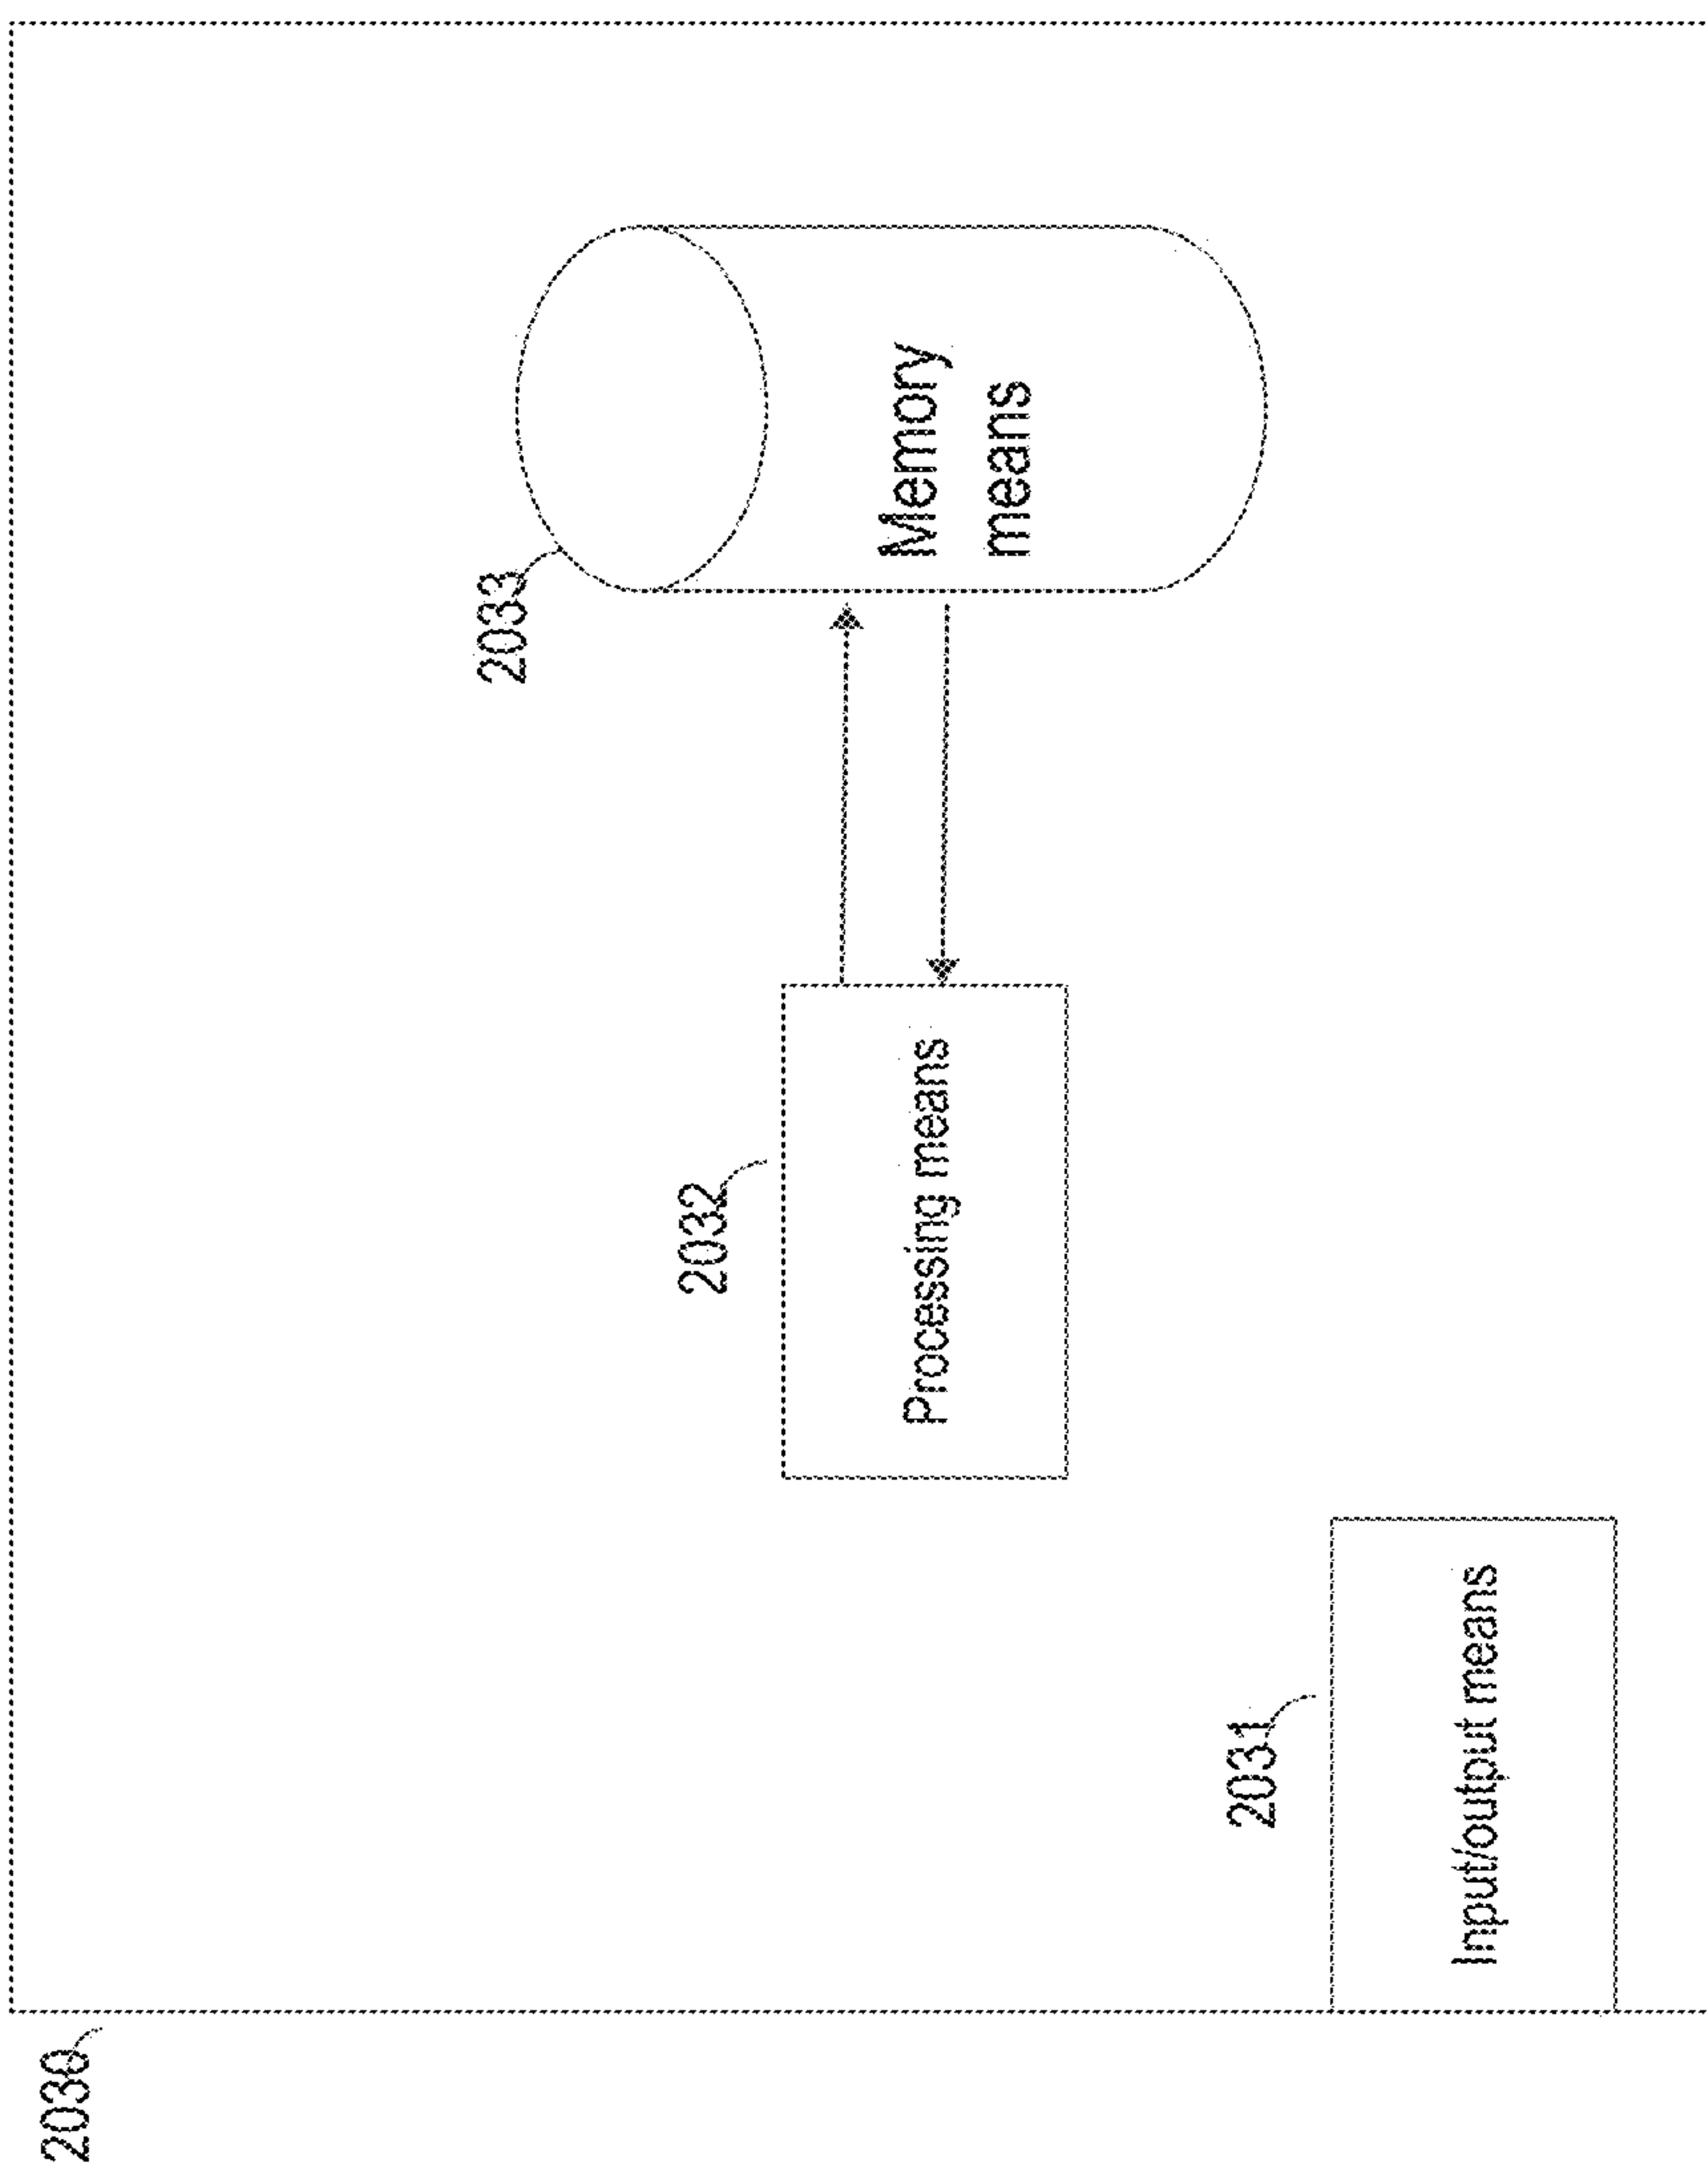 2030
2031
Input/output means
2032
Processing means
2033
Memory
means